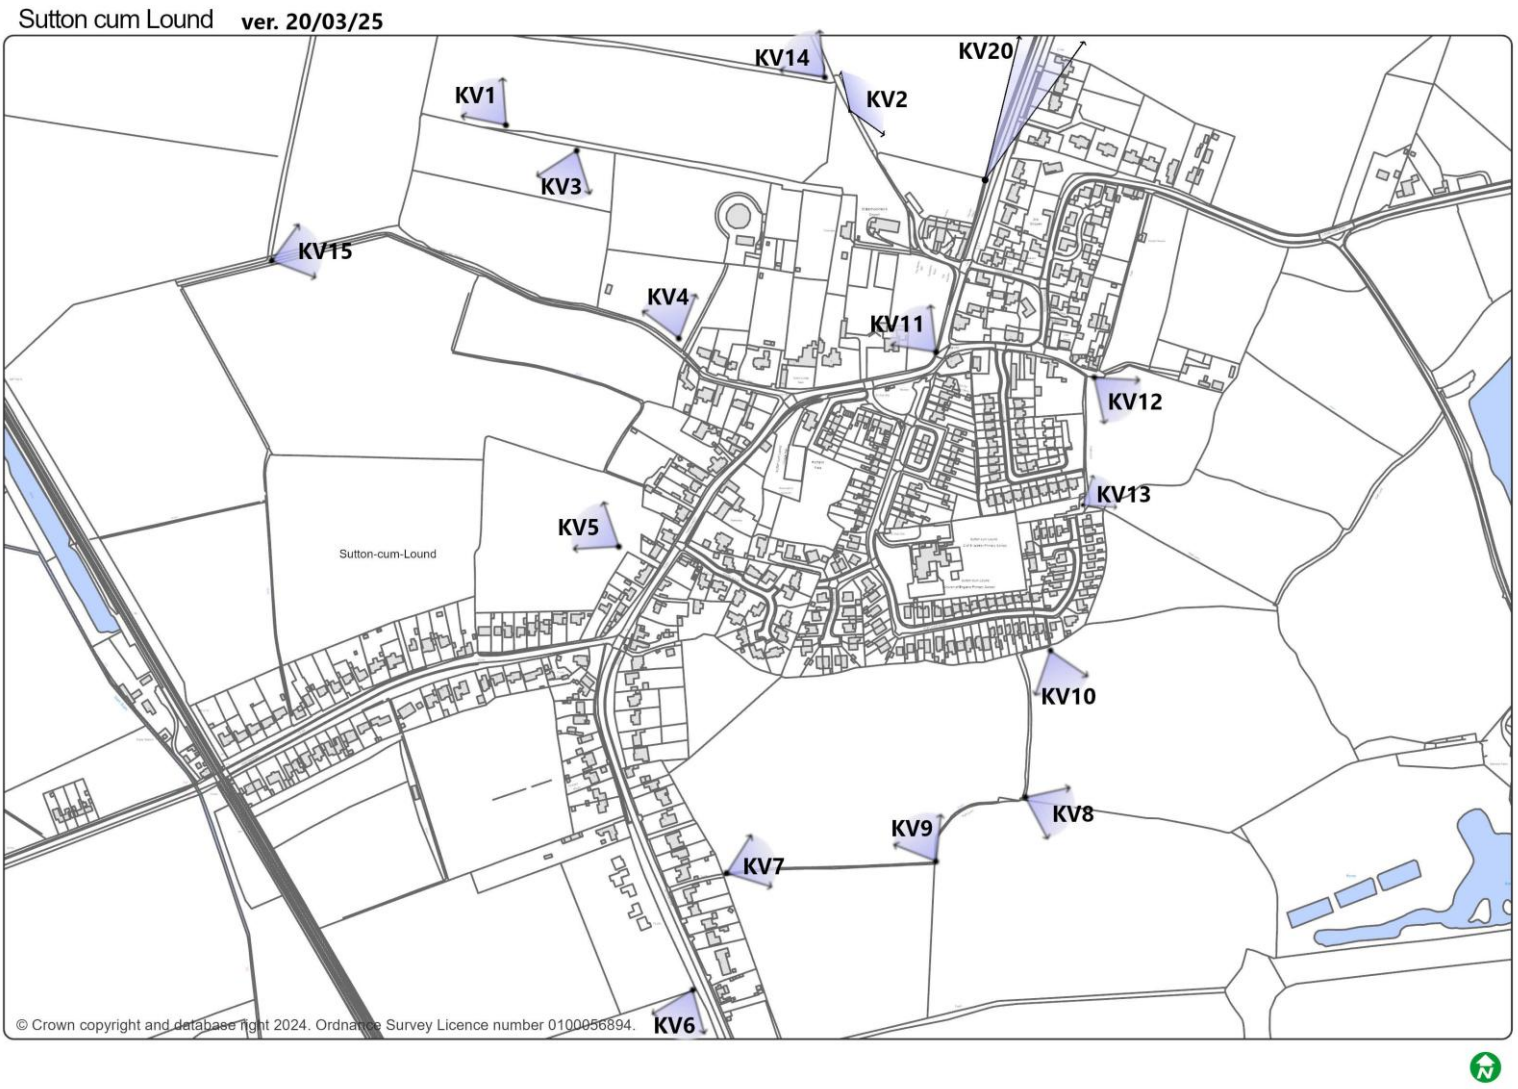 Sutton cum Lound ver. 20/03/25
KV14
KV20
KV1
KV2
KV3
KV15
KV4
KV11
KV12
KV13
KV5
Sutton-cum-Lound
KV10
KV8
KV9
KV7
KV6
© Crown copyright and database right 2024. Ordnance Survey Licence number 0100056894.
N